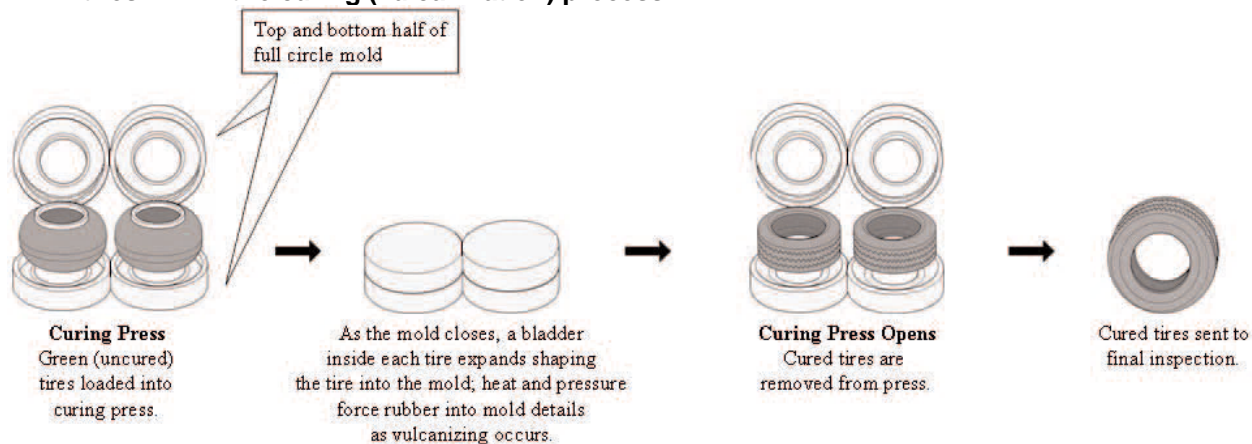 Top and bottom half of
full circle mold
Curing Press
Green (uncured)
tires loaded into
curing press.
As the mold closes, a bladder
inside each tire expands shaping
the tire into the mold; heat and pressure
force rubber into mold details
as vulcanizing occurs.
Curing Press Opens
Cured tires are
removed from press.
Cured tires sent to
final inspection.